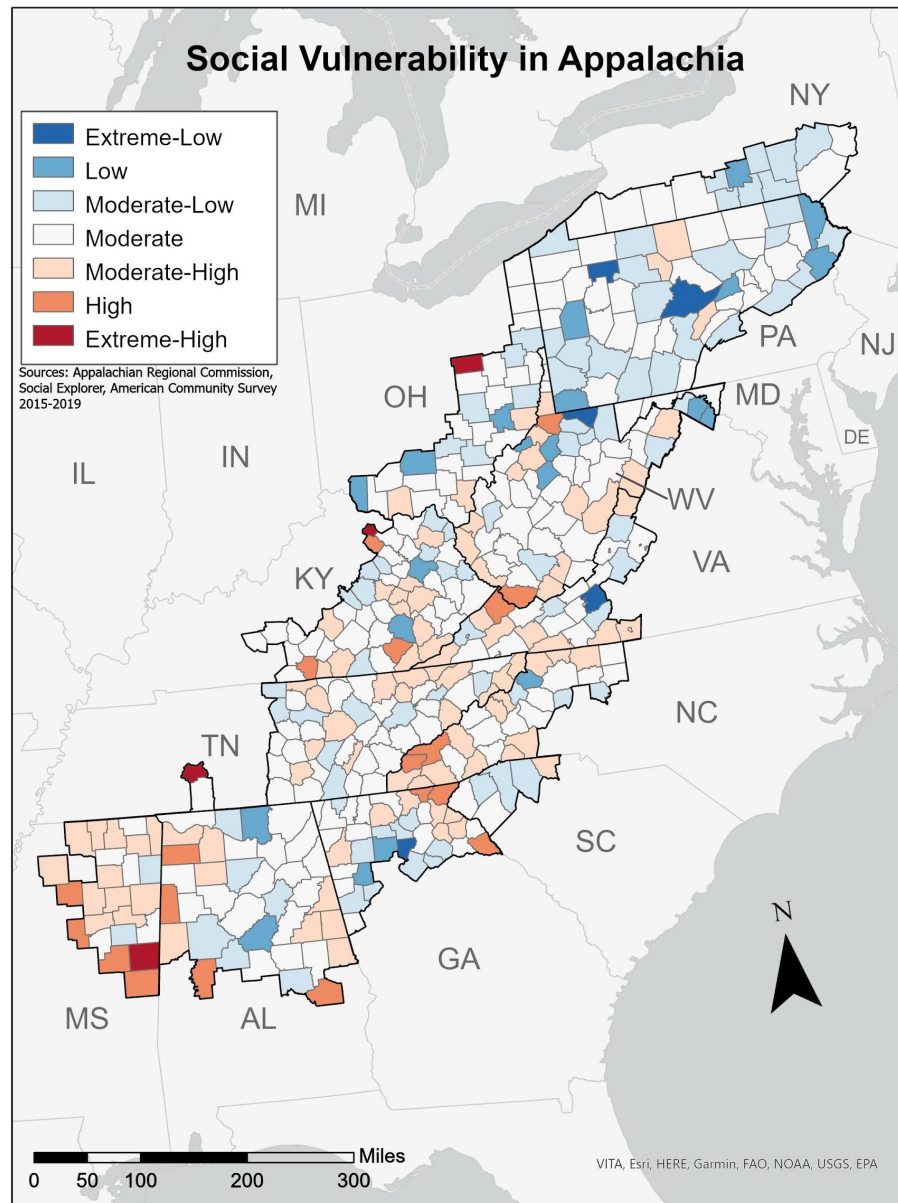 Social Vulnerability in Appalachia
Extreme-Low
Low
Moderate-Low
Moderate
Moderate-High
High
Extreme-High
Sources: Appalachian Regional Commission,
Social Explorer, American Community Survey
2015-2019
NY
MI
PA
NJ
OH
MD
DE
IL
IN
WV
KY
VA
TN
NC
SC
GA
MS
AL
N
Miles
0 50 100 200 300
VITA, Esri, HERE, Garmin, FAO, NOAA, USGS, EPA